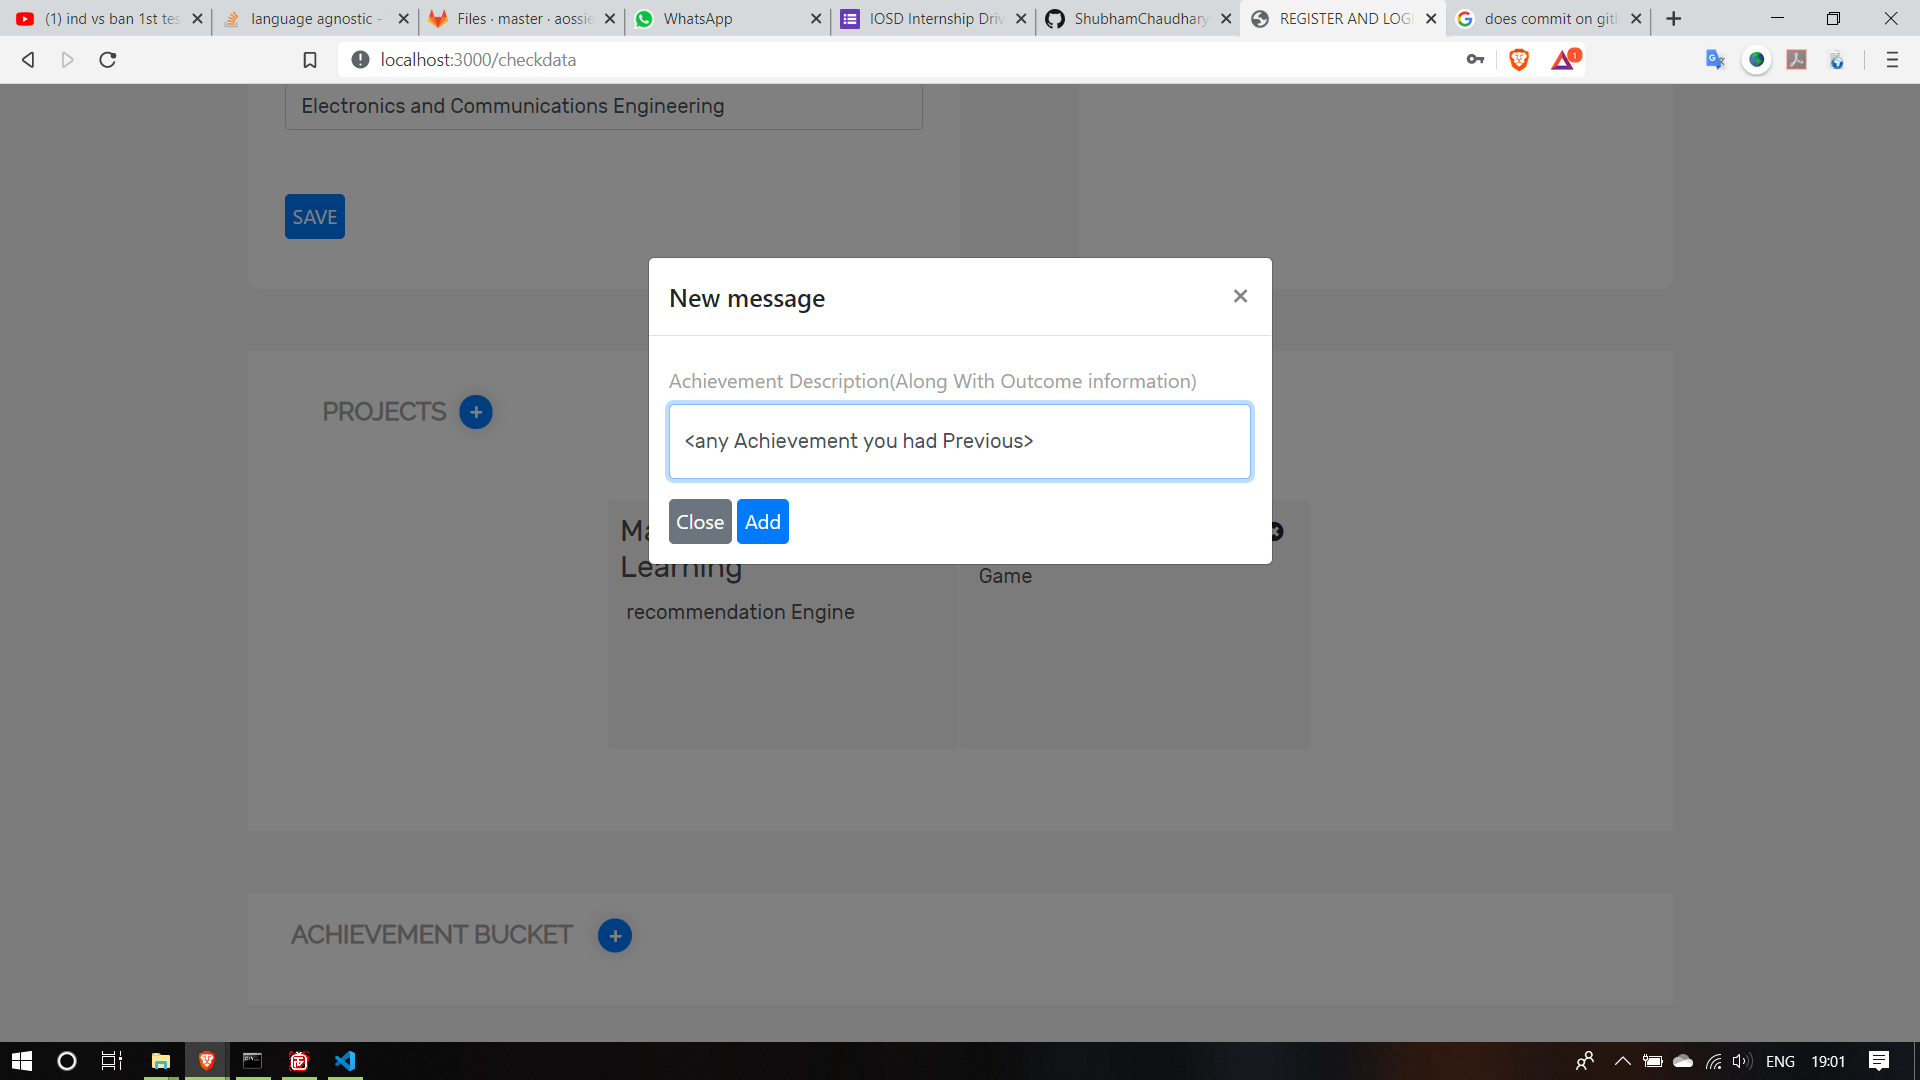 (1) ind vs ban 1st tes
language agnostic -
Files · master · aossie
WhatsApp
IOSD Internship Driv
ShubhamChaudhary
REGISTER AND LOGI
does commit on gitl
localhost:3000/checkdata
1
Electronics and Communications Engineering
SAVE
New message
×
Achievement Description(Along With Outcome information)
<any Achievement you had Previous>
Close Add
PROJECTS +
Learning
recommendation Engine
Game
ACHIEVEMENT BUCKET +
ENG 19:01